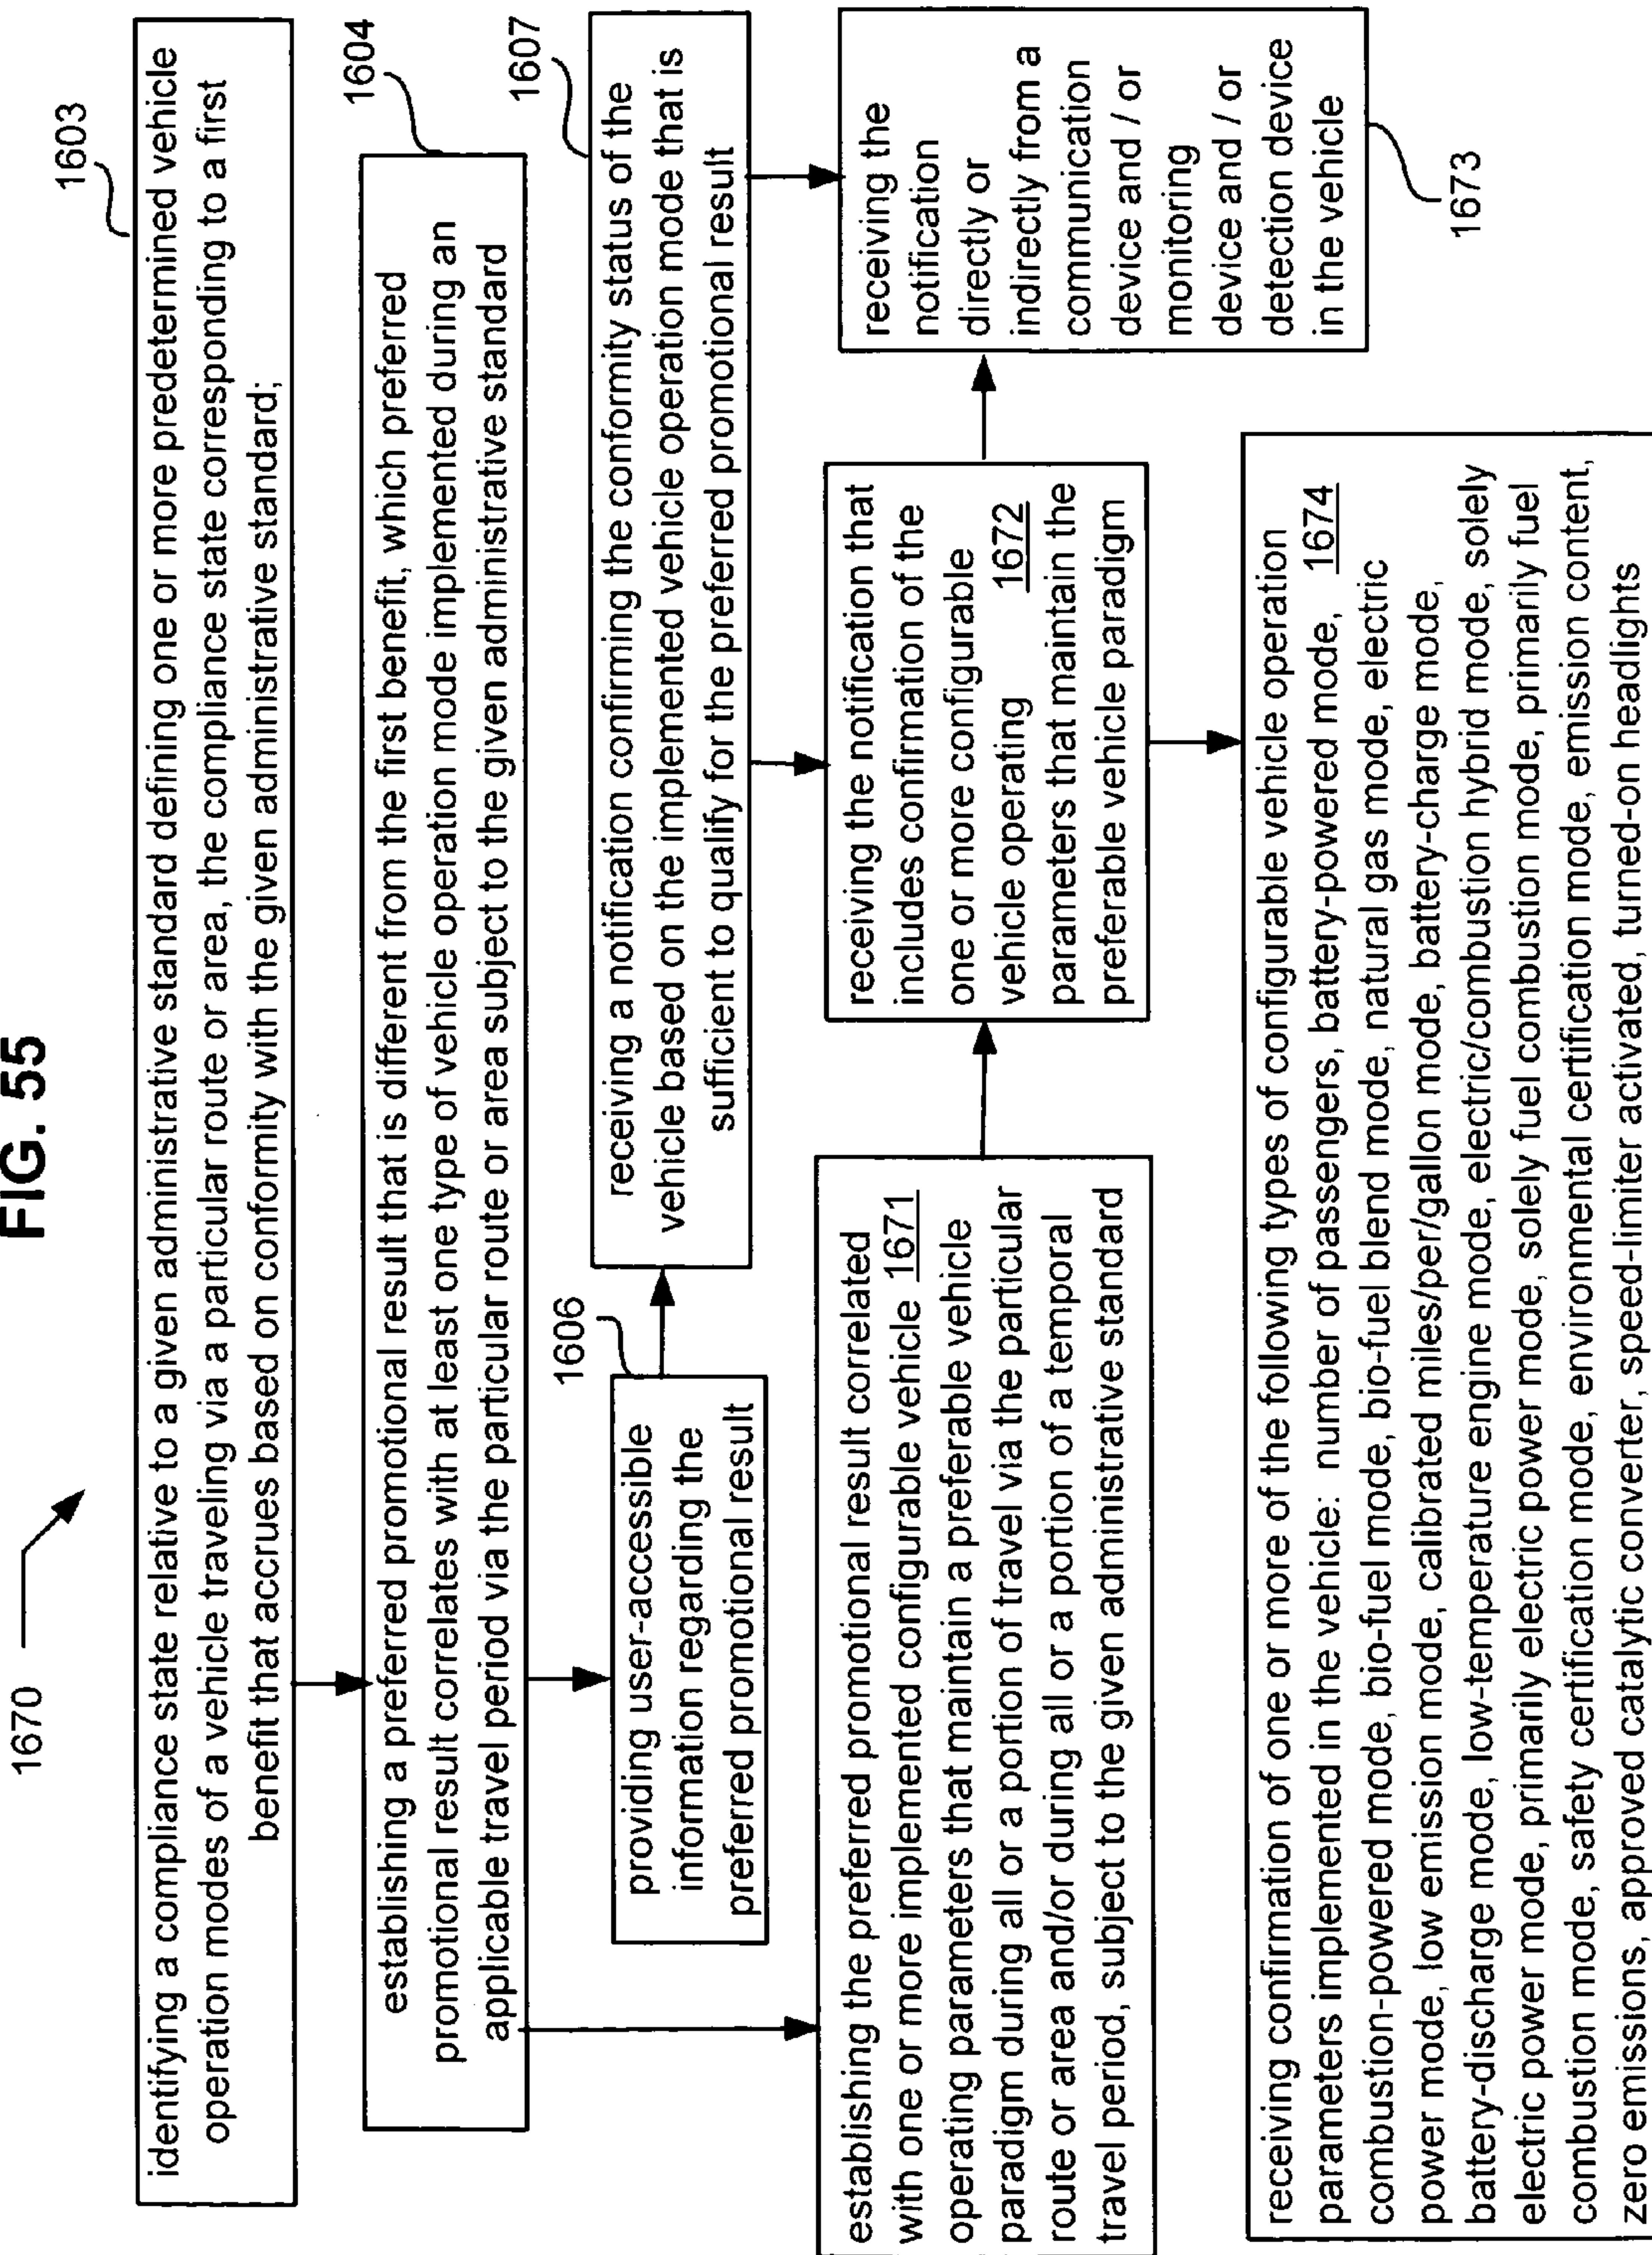 FIG. 55
1670
1603
identifying a compliance state relative to a given administrative standard defining one or more predetermined vehicle
operation modes of a vehicle traveling via a particular route or area, the compliance state corresponding to a first
benefit that accrues based on conformity with the given administrative standard;
1604
establishing a preferred promotional result that is different from the first benefit, which preferred
promotional result correlates with at least one type of vehicle operation mode implemented during an
applicable travel period via the particular route or area subject to the given administrative standard
1606
providing user-accessible
information regarding the
preferred promotional result
1607
receiving a notification confirming the conformity status of the
vehicle based on the implemented vehicle operation mode that is
sufficient to qualify for the preferred promotional result
establishing the preferred promotional result correlated
with one or more implemented configurable vehicle 1671
operating parameters that maintain a preferable vehicle
paradigm during all or a portion of travel via the particular
route or area and/or during all or a portion of a temporal
travel period, subject to the given administrative standard
receiving the notification that
includes confirmation of the
one or more configurable
vehicle operating 1672
parameters that maintain the
preferable vehicle paradigm
receiving the
notification
directly or
indirectly from a
communication
device and / or
monitoring
device and / or
detection device
in the vehicle
1673
receiving confirmation of one or more of the following types of configurable vehicle operation
parameters implemented in the vehicle: number of passengers, battery-powered mode, 1674
combustion-powered mode, bio-fuel mode, bio-fuel blend mode, natural gas mode, electric
power mode, low emission mode, calibrated miles/per/gallon mode, battery-charge mode,
battery-discharge mode, low-temperature engine mode, electric/combustion hybrid mode, solely
electric power mode, primarily electric power mode, solely fuel combustion mode, primarily fuel
combustion mode, safety certification mode, environmental certification mode, emission content,
zero emissions, approved catalytic converter, speed-limiter activated, turned-on headlights